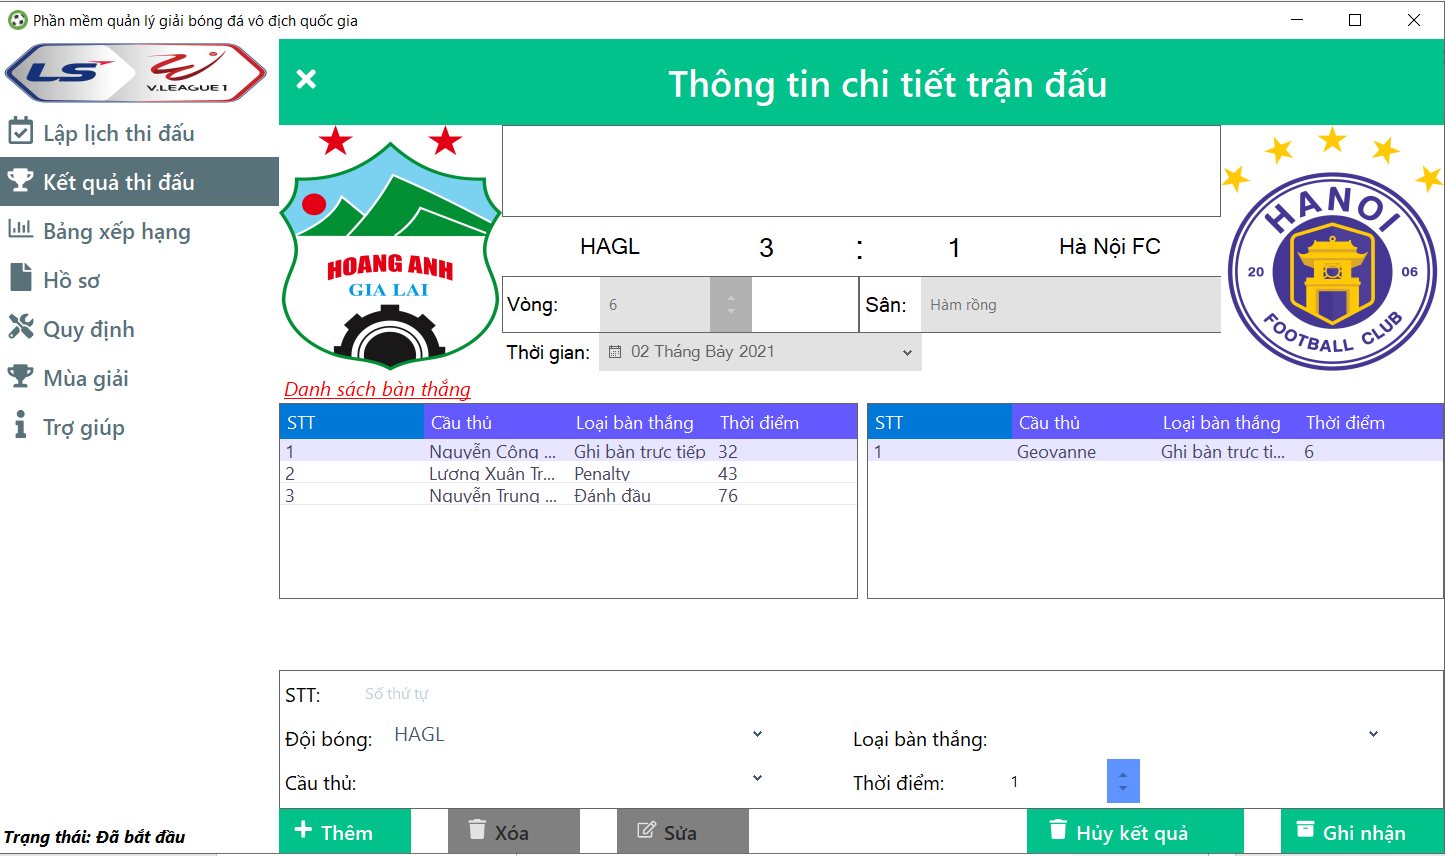 Phần mềm quản lý giải bóng đá vô địch quốc gia
LS V.LEAGUE 1
Thông tin chi tiết trận đấu
Lập lịch thi đấu
Kết quả thi đấu
Bảng xếp hạng
Hồ sơ
Quy định
Mùa giải
Trợ giúp
HOANG ANH
GIA LAI
HANOI
20 06
FOOTBALL CLUB
HAGL 3 : 1 Hà Nội FC
Vòng: 6 Sân: Hàm rồng
Thời gian: 02 Tháng Bảy 2021
Danh sách bàn thắng
STT Cầu thủ Loại bàn thắng Thời điểm
1 Nguyễn Công ... Ghi bàn trực tiếp 32
2 Lương Xuân Tr... Penalty 43
3 Nguyễn Trung ... Đánh đầu 76
STT Cầu thủ Loại bàn thắng Thời điểm
1 Geovanne Ghi bàn trực ti... 6
STT: Số thứ tự
Đội bóng: HAGL Loại bàn thắng:
Cầu thủ: Thời điểm: 1
Trạng thái: Đã bắt đầu
Thêm Xóa Sửa Hủy kết quả Ghi nhận